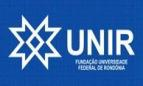 UNIR
FUNDAÇÃO UNIVERSIDADE
FEDERAL DE RONDÔNIA